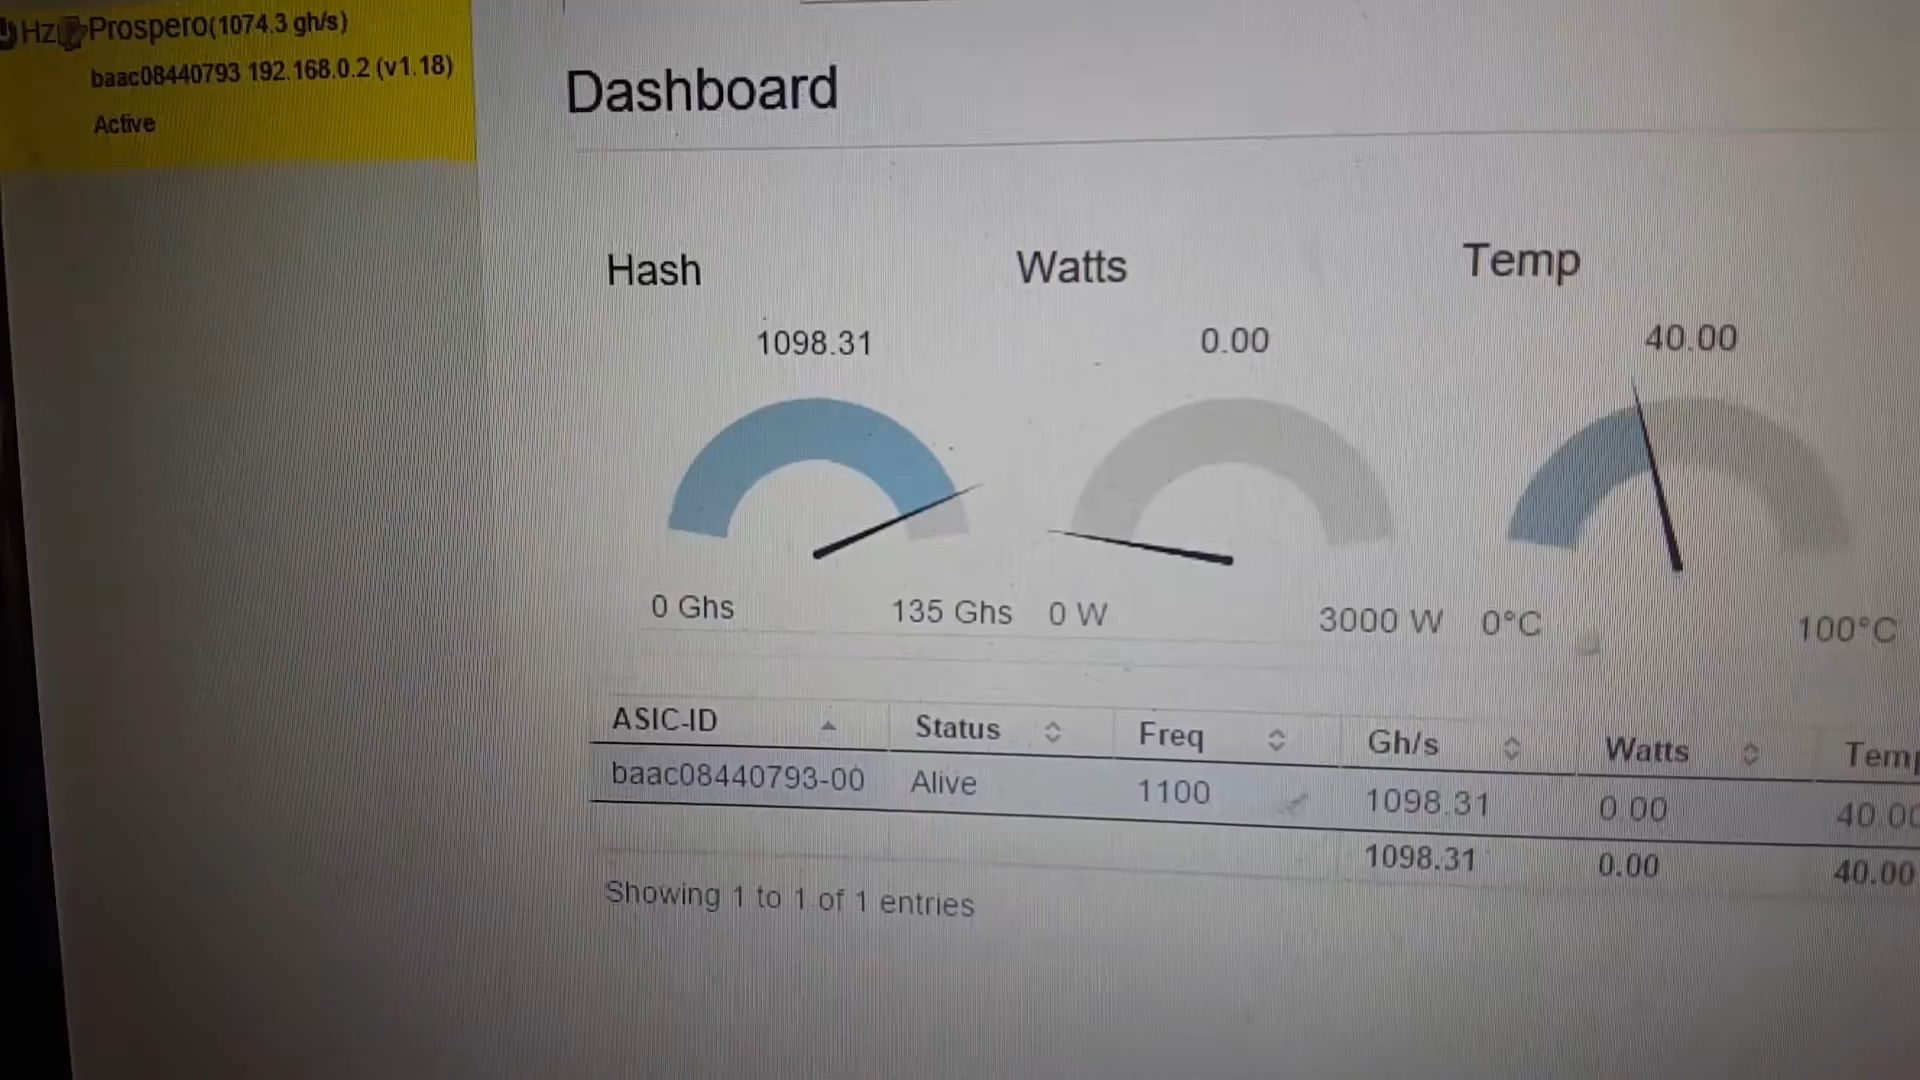 Hz Prospero(1074.3 gh/s)
baac08440793 192.168.0.2 (v1.18)
Active
Dashboard
Hash Watts Temp
1098.31 0.00 40.00
0 Ghs 135 Ghs 0 W 3000 W 0°C 100°C
ASIC-ID Status Freq Gh/s Watts Temp
baac08440793-00 Alive 1100 1098.31 0 00 40.00
1098.31 0.00 40.00
Showing 1 to 1 of 1 entries